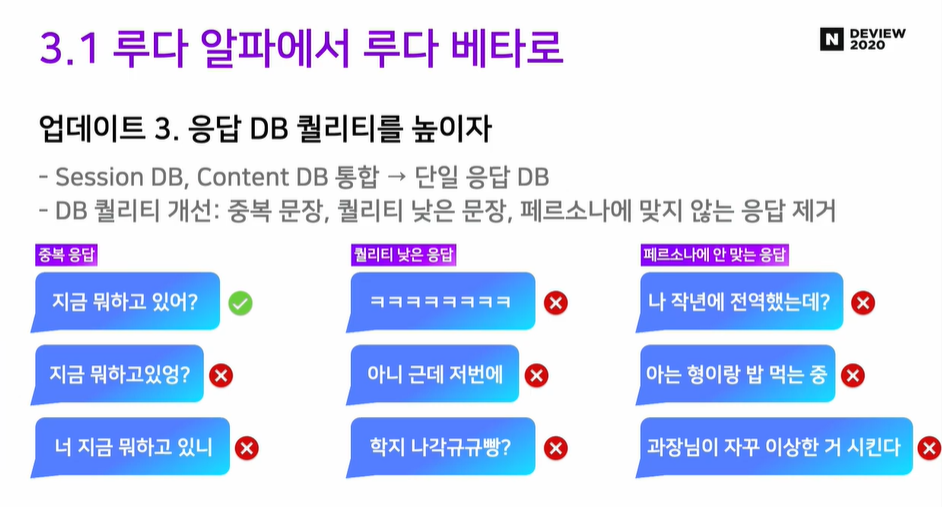 3.1 루다 알파에서 루다 베타로
N DEVIEW
2020
업데이트 3. 응답 DB 퀄리티를 높이자
- Session DB, Content DB 통합 → 단일 응답 DB
- DB 퀄리티 개선: 중복 문장, 퀄리티 낮은 문장, 페르소나에 맞지 않는 응답 제거
중복 응답
지금 뭐하고 있어?
지금 뭐하고있엉?
너 지금 뭐하고 있니
퀄리티 낮은 응답
ㅋㅋㅋㅋㅋㅋㅋㅋ
아니 근데 저번에
학지 나각규규빵?
페르소나에 안 맞는 응답
나 작년에 전역했는데?
아는 형이랑 밥 먹는 중
과장님이 자꾸 이상한 거 시킨다